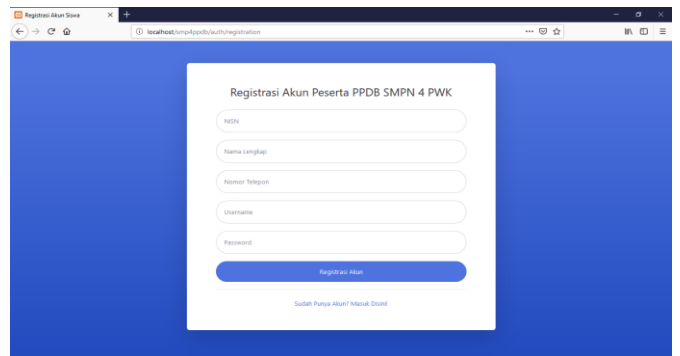 Registrasi Akun Siswa
localhost/smp4ppdb/auth/registration
Registrasi Akun Peserta PPDB SMPN 4 PWK
NISN
Nama Lengkap
Nomor Telepon
Username
Password
Registrasi Akun
Sudah Punya Akun? Masuk Disini!